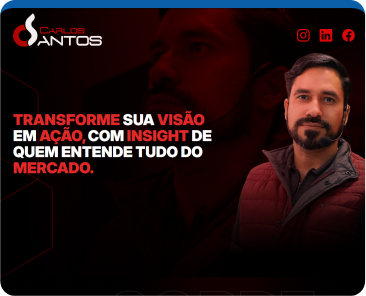 CARLOS
SANTOS
TRANSFORME SUA VISÃO
EM AÇÃO, COM INSIGHT DE
QUEM ENTENDE TUDO DO
MERCADO.